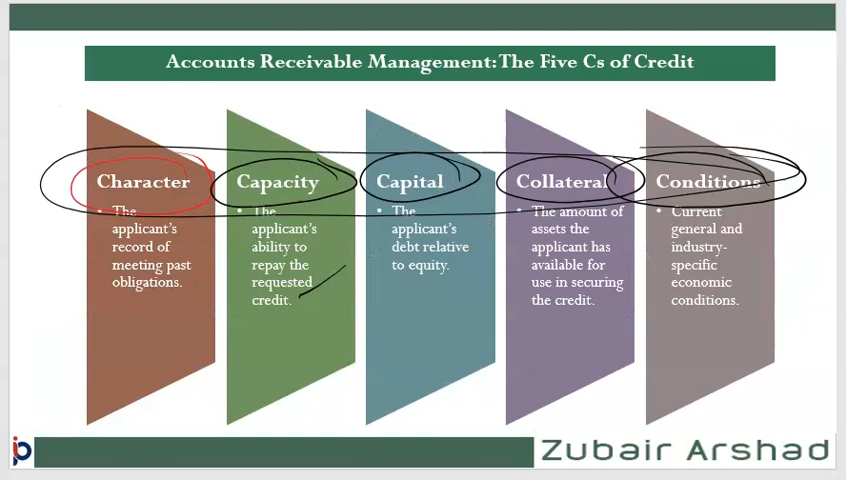 Accounts Receivable Management:The Five Cs of Credit
Character
• The
applicant's
record of
meeting past
obligations.
Capacity
• The
applicant's
ability to
repay the
requested
credit.
Capital
• The
applicant's
debt relative
to equity.
Collateral
• The amount of
assets the
applicant has
available for
use in securing
the credit.
Conditions
• Current
general and
industry-
specific
economic
conditions.
Zubair Arshad